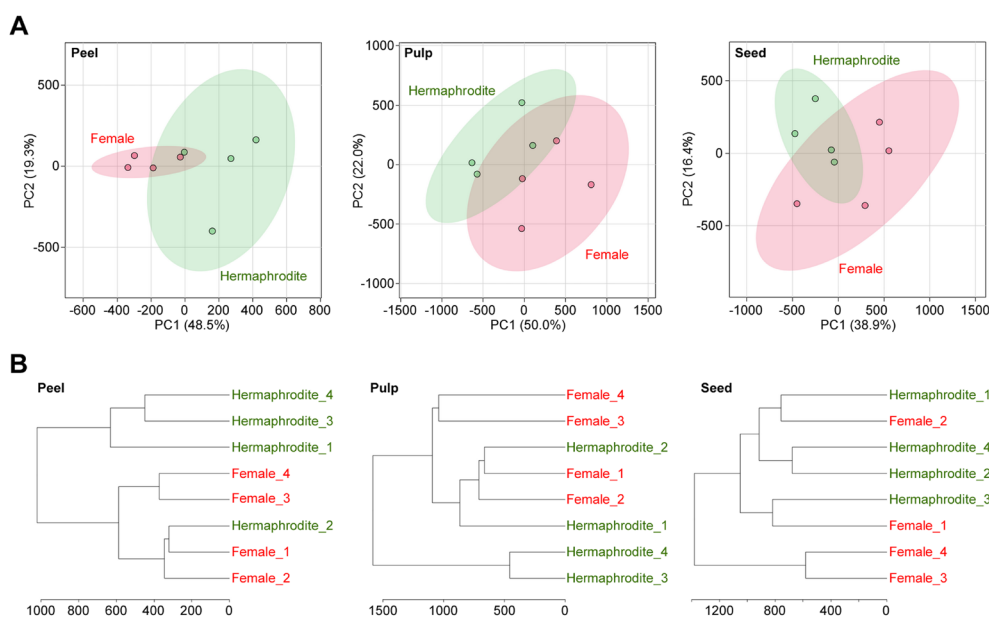 A
Peel
500
0
-500
PC2 (19.3%)
Female
Hermaphrodite
-600 -400 -200 0 200 400 600 800
PC1 (48.5%)
Pulp
1000
500
0
-500
-1000
PC2 (22.0%)
Hermaphrodite
Female
-1500 -1000 -500 0 500 1000 1500
PC1 (50.0%)
Seed
500
0
-500
PC2 (16.4%)
Hermaphrodite
Female
-1000 -500 0 500 1000 1500
PC1 (38.9%)
B
Peel
Hermaphrodite_4
Hermaphrodite_3
Hermaphrodite_1
Female_4
Female_3
Hermaphrodite_2
Female_1
Female_2
1000 800 600 400 200 0
Pulp
Female_4
Female_3
Hermaphrodite_2
Female_1
Female_2
Hermaphrodite_1
Hermaphrodite_4
Hermaphrodite_3
1500 1000 500 0
Seed
Hermaphrodite_1
Female_2
Hermaphrodite_4
Hermaphrodite_2
Hermaphrodite_3
Female_1
Female_4
Female_3
1200 800 400 0